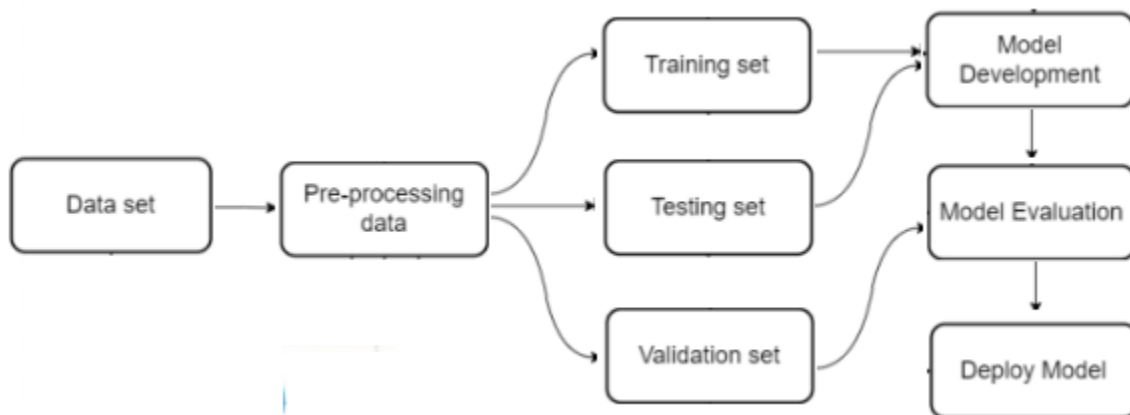 Training set
Model
Development
Data set
Pre-processing
data
Testing set
Model Evaluation
Validation set
Deploy Model